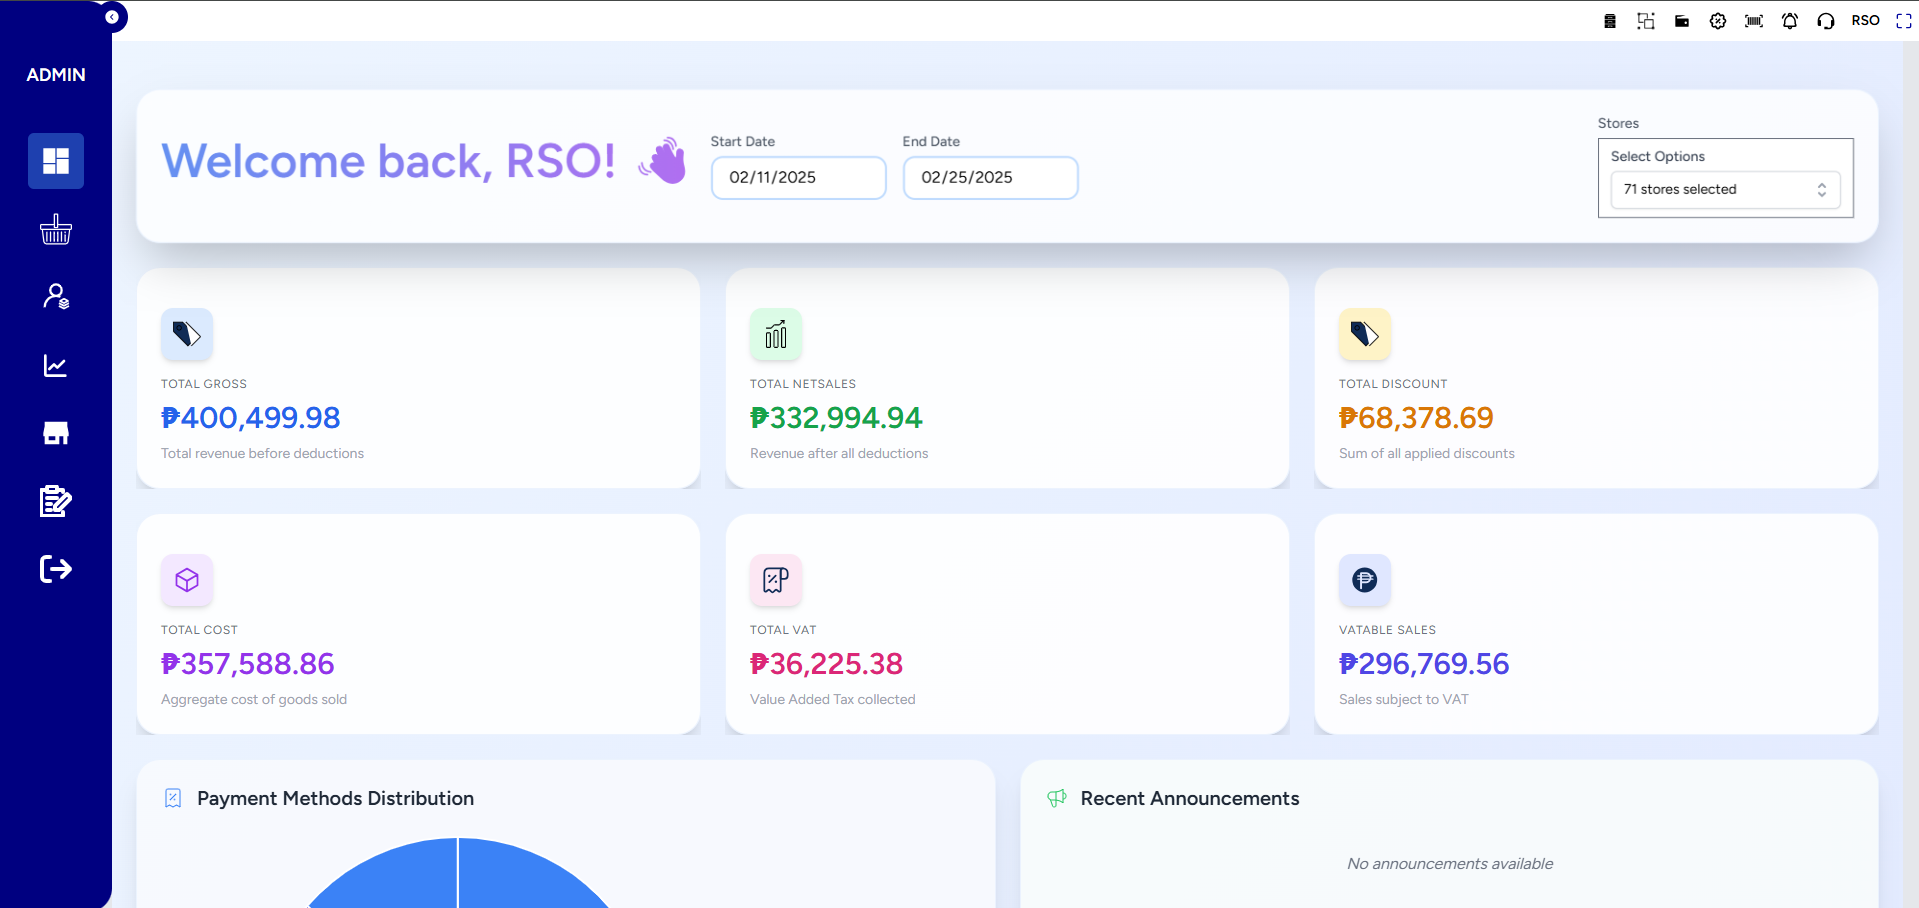 RSO
ADMIN
Welcome back, RSO!
Start Date
02/11/2025
End Date
02/25/2025
Stores
Select Options
71 stores selected
TOTAL GROSS
₱400,499.98
Total revenue before deductions
TOTAL NETSALES
₱332,994.94
Revenue after all deductions
TOTAL DISCOUNT
₱68,378.69
Sum of all applied discounts
TOTAL COST
₱357,588.86
Aggregate cost of goods sold
TOTAL VAT
₱36,225.38
Value Added Tax collected
VATABLE SALES
₱296,769.56
Sales subject to VAT
Payment Methods Distribution
Recent Announcements
No announcements available